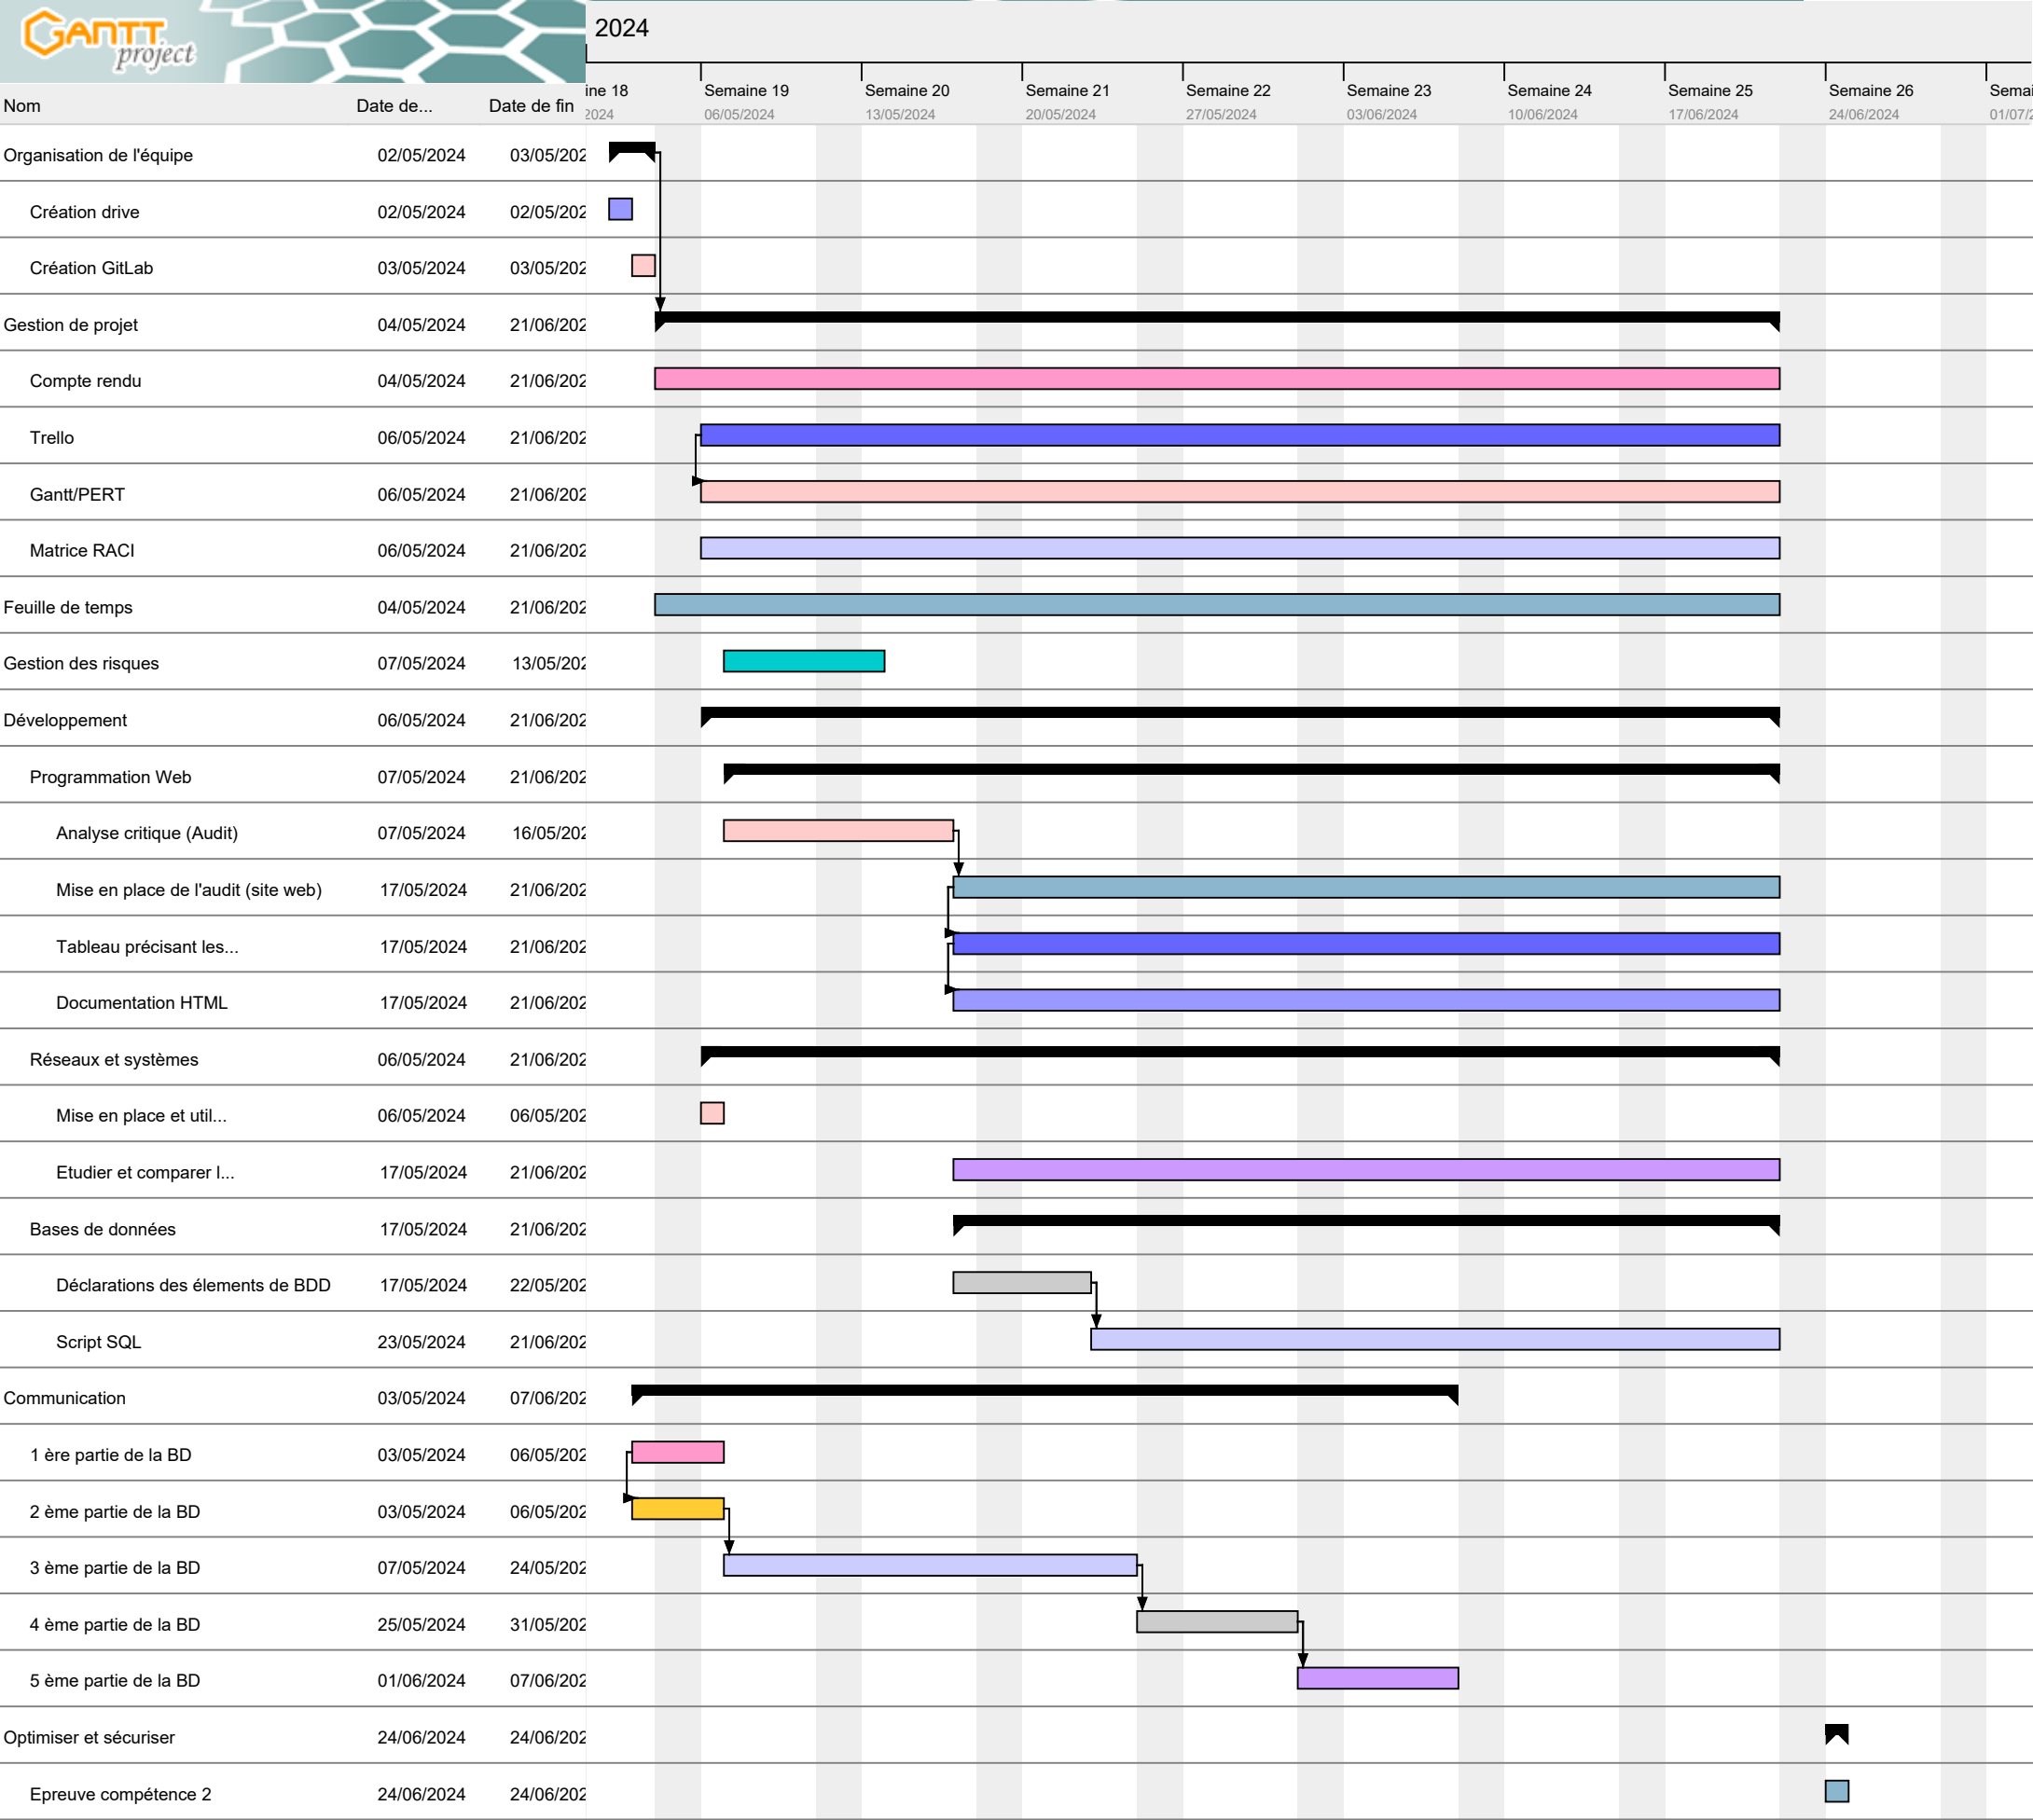 GANTT
project
2024
ine 18 Semaine 19 Semaine 20 Semaine 21 Semaine 22 Semaine 23 Semaine 24 Semaine 25 Semaine 26 Semai
Nom Date de... Date de fin
2024 06/05/2024 13/05/2024 20/05/2024 27/05/2024 03/06/2024 10/06/2024 17/06/2024 24/06/2024 01/07/2
Organisation de l'équipe 02/05/2024 03/05/202
Création drive 02/05/2024 02/05/202
Création GitLab 03/05/2024 03/05/202
Gestion de projet 04/05/2024 21/06/202
Compte rendu 04/05/2024 21/06/202
Trello 06/05/2024 21/06/202
Gantt/PERT 06/05/2024 21/06/202
Matrice RACI 06/05/2024 21/06/202
Feuille de temps 04/05/2024 21/06/202
Gestion des risques 07/05/2024 13/05/202
Développement 06/05/2024 21/06/202
Programmation Web 07/05/2024 21/06/202
Analyse critique (Audit) 07/05/2024 16/05/202
Mise en place de l'audit (site web) 17/05/2024 21/06/202
Tableau précisant les... 17/05/2024 21/06/202
Documentation HTML 17/05/2024 21/06/202
Réseaux et systèmes 06/05/2024 21/06/202
Mise en place et util... 06/05/2024 06/05/202
Etudier et comparer l... 17/05/2024 21/06/202
Bases de données 17/05/2024 21/06/202
Déclarations des élements de BDD 17/05/2024 22/05/202
Script SQL 23/05/2024 21/06/202
Communication 03/05/2024 07/06/202
1 ère partie de la BD 03/05/2024 06/05/202
2 ème partie de la BD 03/05/2024 06/05/202
3 ème partie de la BD 07/05/2024 24/05/202
4 ème partie de la BD 25/05/2024 31/05/202
5 ème partie de la BD 01/06/2024 07/06/202
Optimiser et sécuriser 24/06/2024 24/06/202
Epreuve compétence 2 24/06/2024 24/06/202